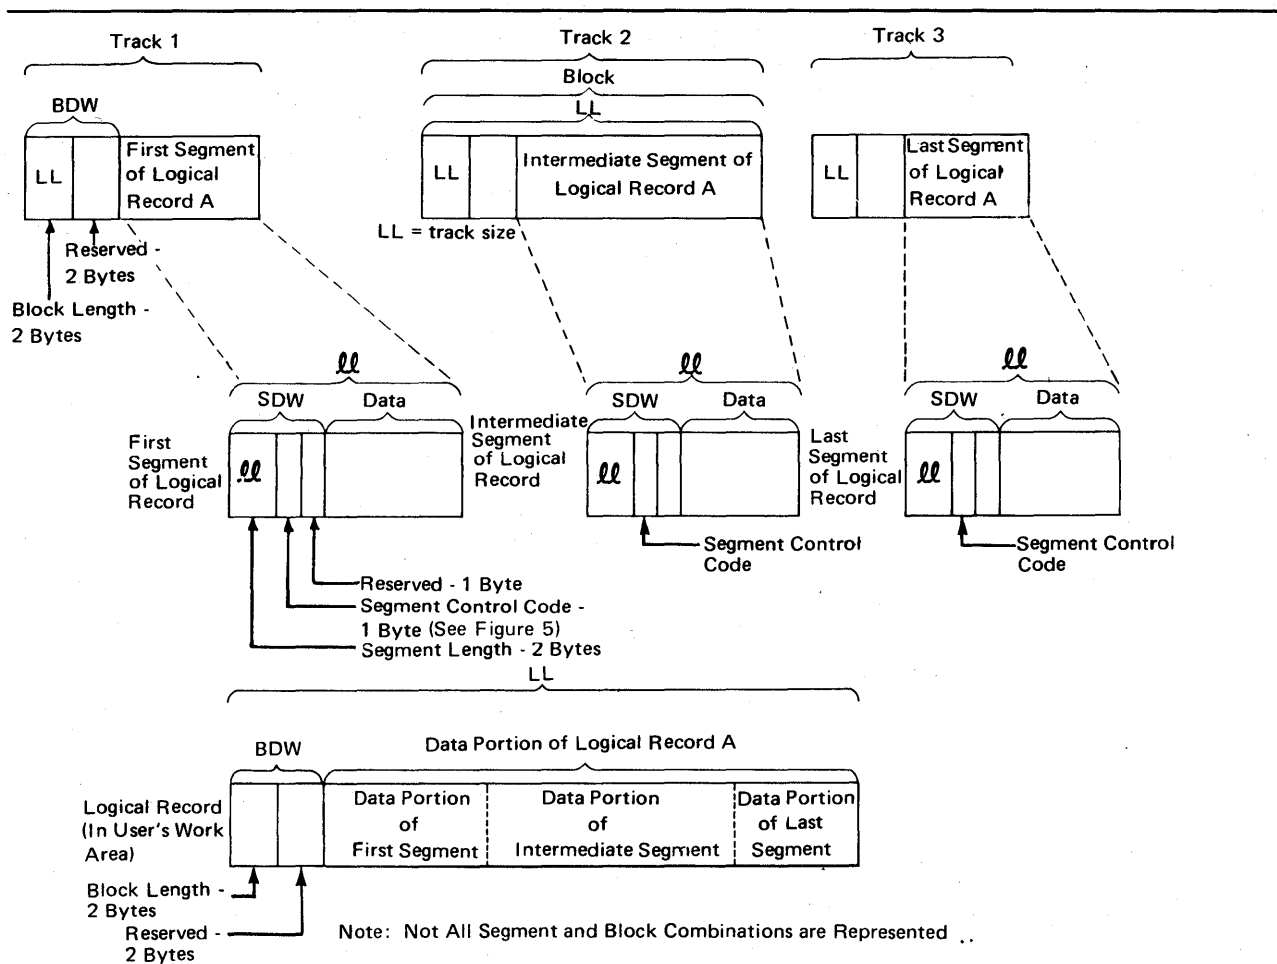 Track 1
Track 2
Track 3
Block
BDW
LL
LL
First Segment
of Logical
Record A
LL
Intermediate Segment of
Logical Record A
LL
Last Segment
of Logical
Record A
LL = track size
Reserved -
2 Bytes
Block Length -
2 Bytes
ll
ll
ll
SDW
Data
SDW
Data
SDW
Data
First
Segment
of Logical
Record
ll
Intermediate
Segment
of Logical
Record
ll
Last
Segment
of Logical
Record
ll
Segment Control
Code
Segment Control
Code
Reserved - 1 Byte
Segment Control Code -
1 Byte (See Figure 5)
Segment Length - 2 Bytes
LL
BDW
Data Portion of Logical Record A
Logical Record
(In User's Work
Area)
Data Portion
of
First Segment
Data Portion
of
Intermediate Segment
Data Portion
of Last
Segment
Block Length -
2 Bytes
Reserved -
2 Bytes
Note: Not All Segment and Block Combinations are Represented